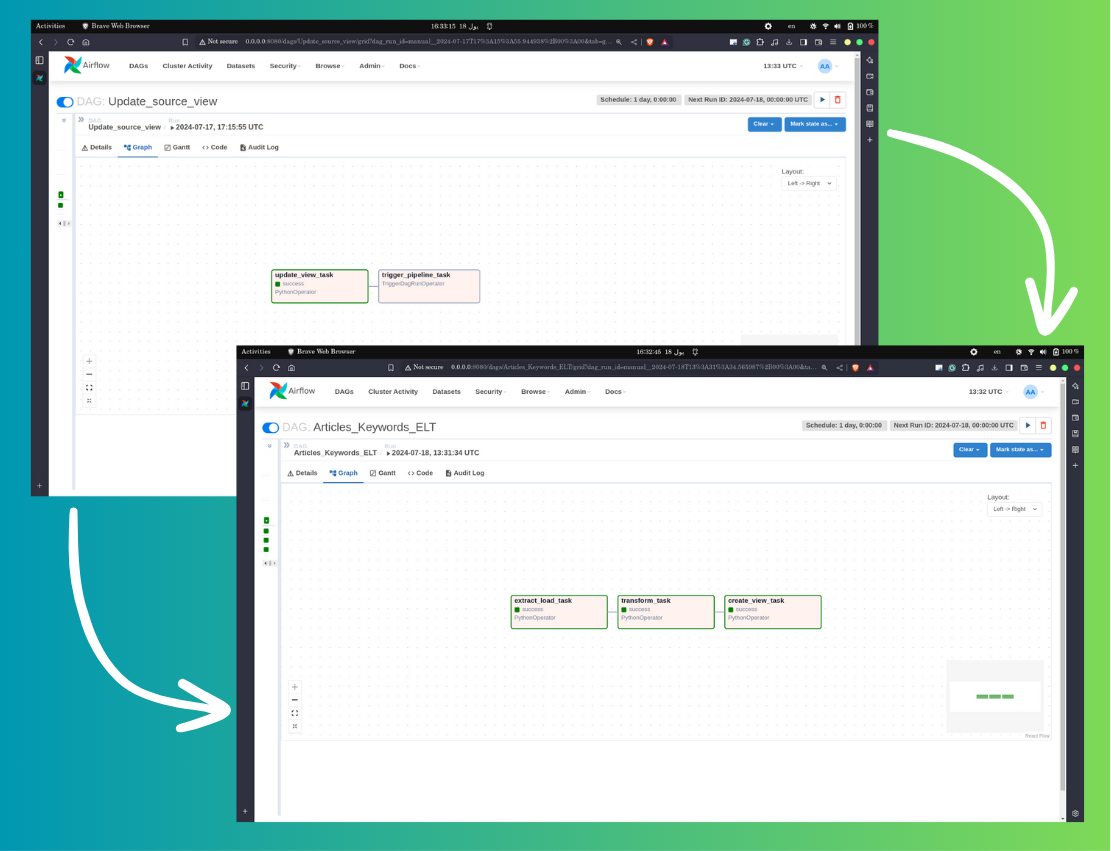 Activities Brave Web Browser 16:33:15 18 يول en 100 %
Not secure 0.0.0.0:8080/dags/Update_source_view/grid?dag_run_id=manual__2024-07-17T17%3A15%3A55.944938%2B00%3A00&tab=g...
Airflow DAGs Cluster Activity Datasets Security Browse Admin Docs 13:33 UTC AA
DAG: Update_source_view Schedule: 1 day, 0:00:00 Next Run ID: 2024-07-18, 00:00:00 UTC
DAG Run
Update_source_view / 2024-07-17, 17:15:55 UTC Clear Mark state as...
Details Graph Gantt Code Audit Log
Layout:
Left -> Right
update_view_task trigger_pipeline_task
success TriggerDagRunOperator
PythonOperator
Activities Brave Web Browser 16:32:45 18 يول en 100 %
Not secure 0.0.0.0:8080/dags/Articles_Keywords_ELT/grid?dag_run_id=manual__2024-07-18T13%3A31%3A34.565087%2B00%3A00&ta...
Airflow DAGs Cluster Activity Datasets Security Browse Admin Docs 13:32 UTC AA
DAG: Articles_Keywords_ELT Schedule: 1 day, 0:00:00 Next Run ID: 2024-07-18, 00:00:00 UTC
DAG Run
Articles_Keywords_ELT / 2024-07-18, 13:31:34 UTC Clear Mark state as...
Details Graph Gantt Code Audit Log
Layout:
Left -> Right
extract_load_task transform_task create_view_task
success success success
PythonOperator PythonOperator PythonOperator
React Flow